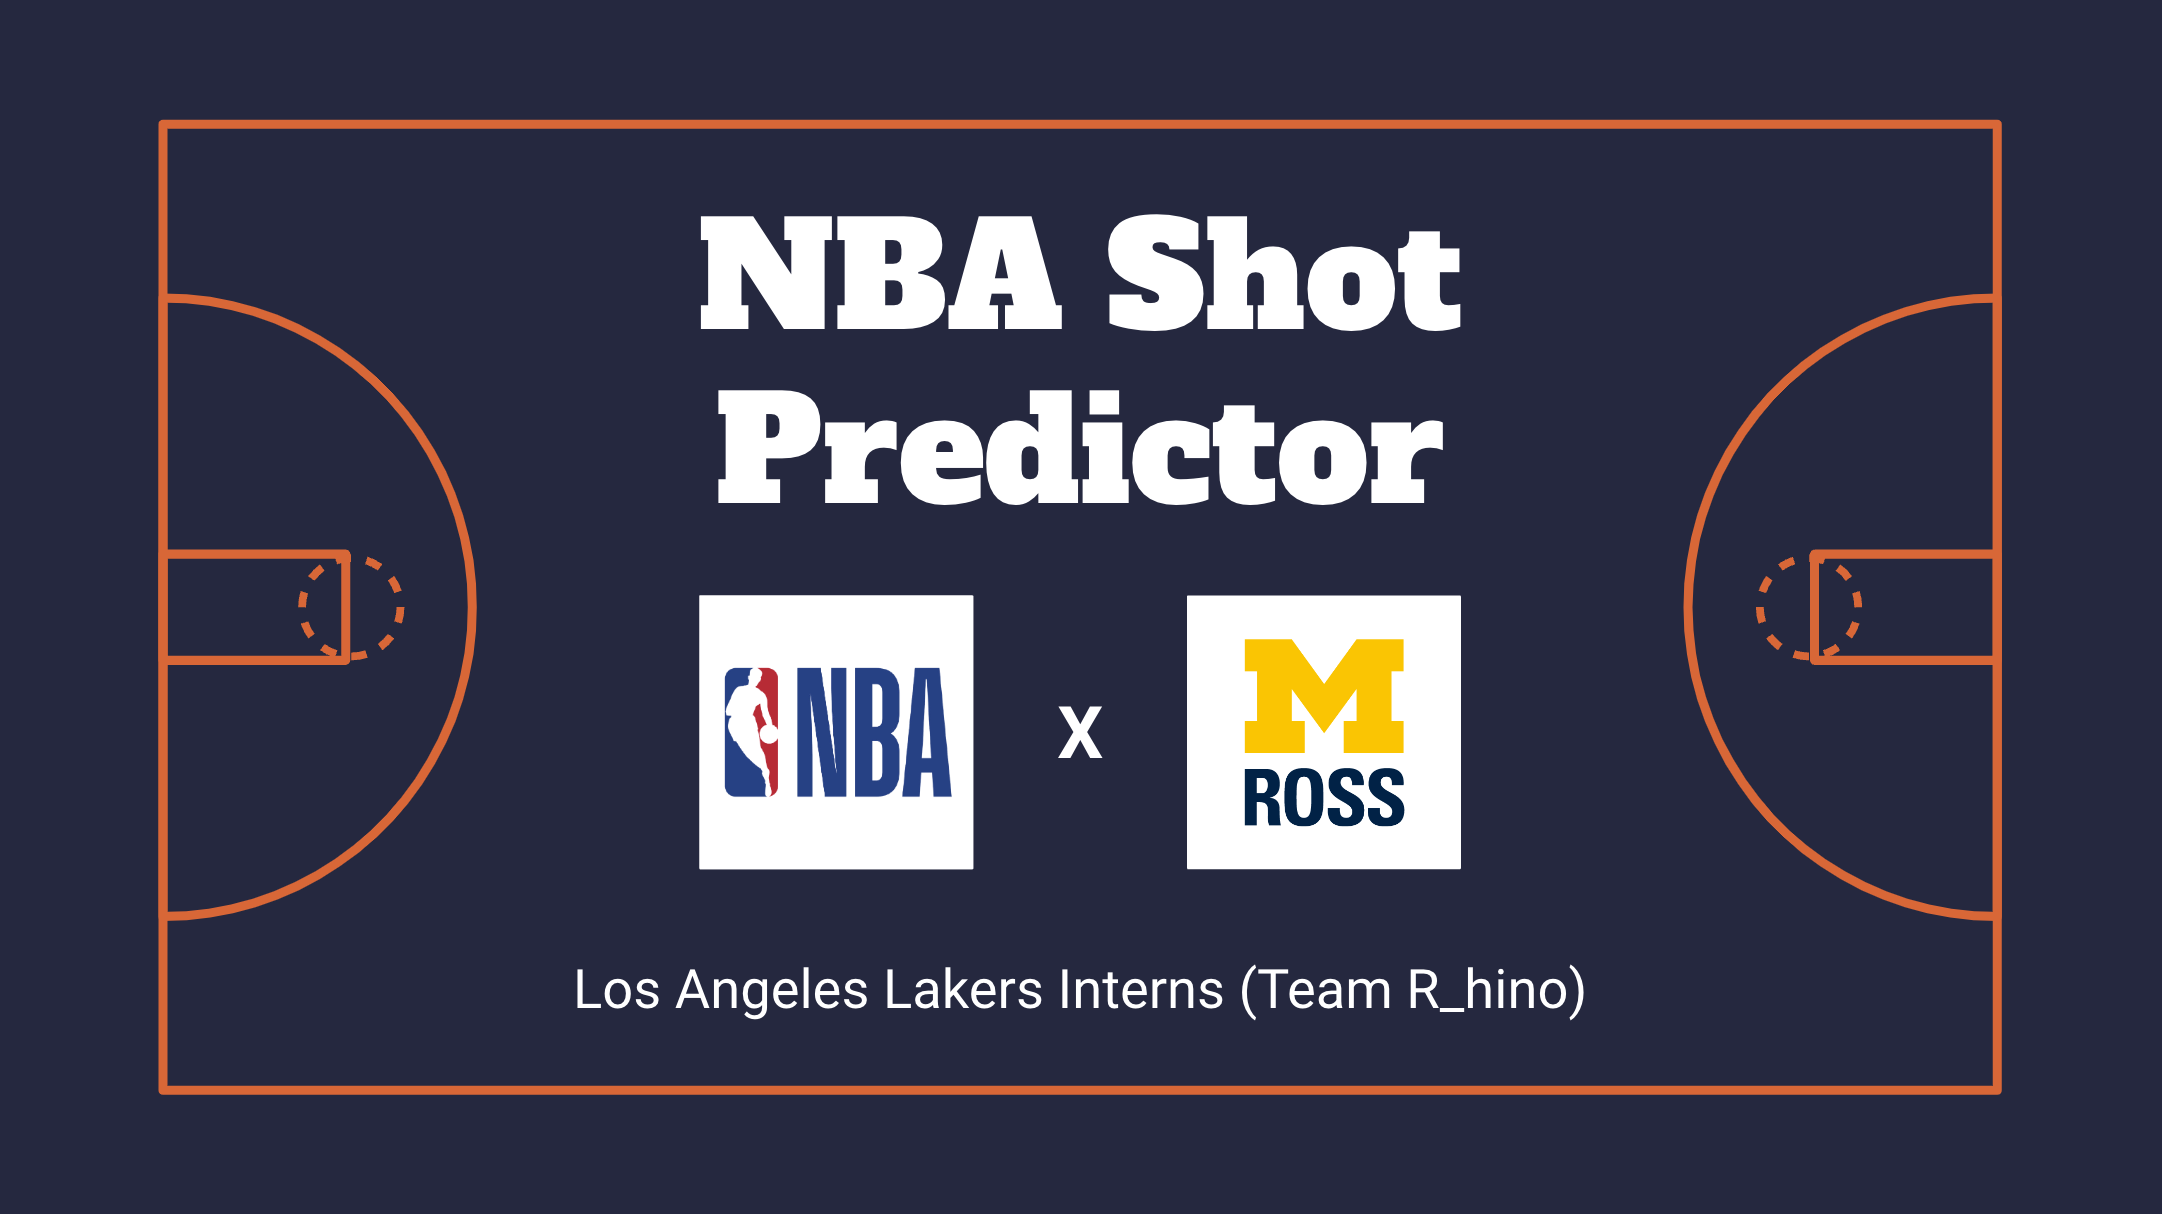 NBA Shot
Predictor
NBA
x
M
ROSS
Los Angeles Lakers Interns (Team R_hino)